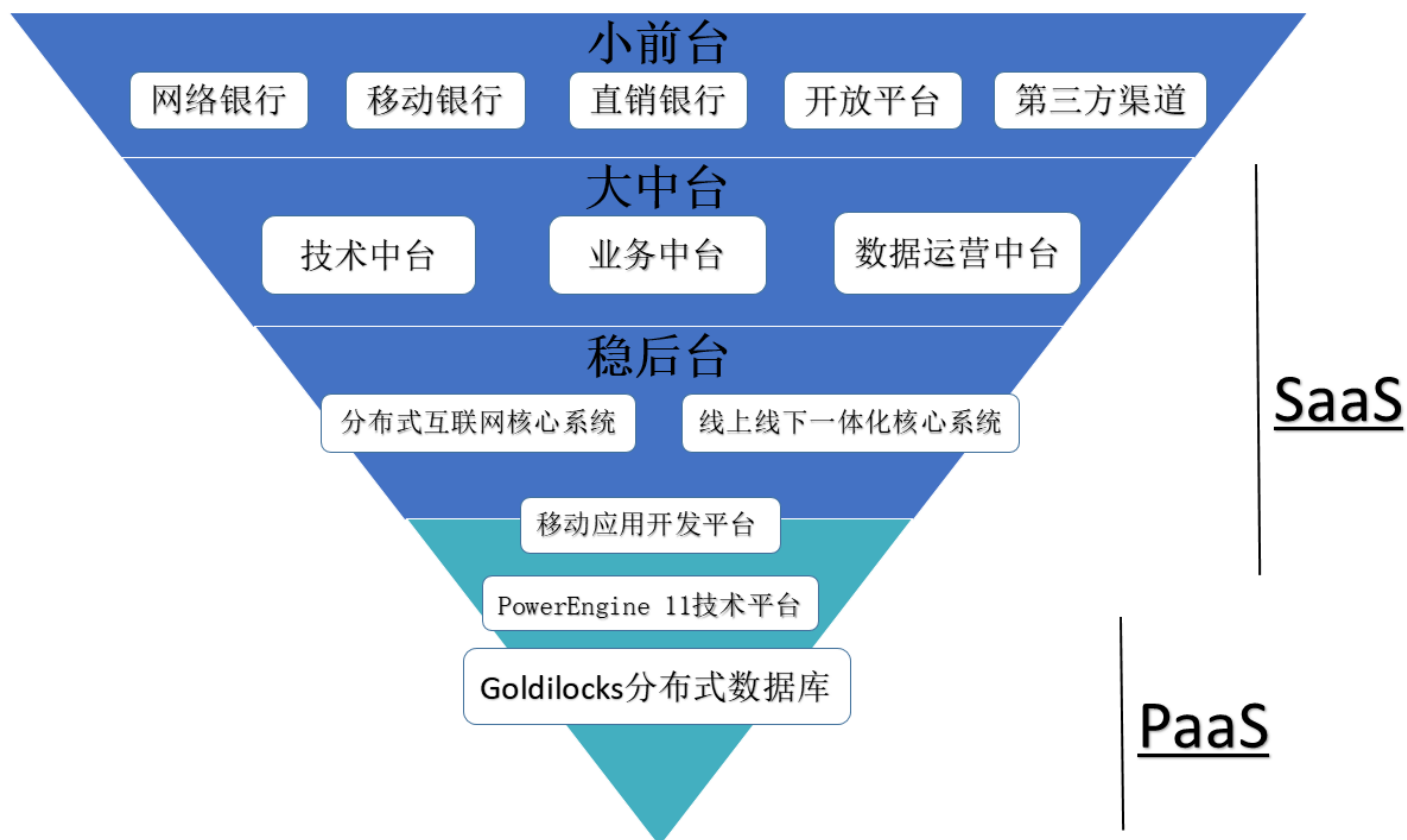 小前台
网络银行
移动银行
直销银行
开放平台
第三方渠道
大中台
技术中台
业务中台
数据运营中台
稳后台
分布式互联网核心系统
线上线下一体化核心系统
SaaS
移动应用开发平台
PowerEngine 11技术平台
Goldilocks分布式数据库
PaaS